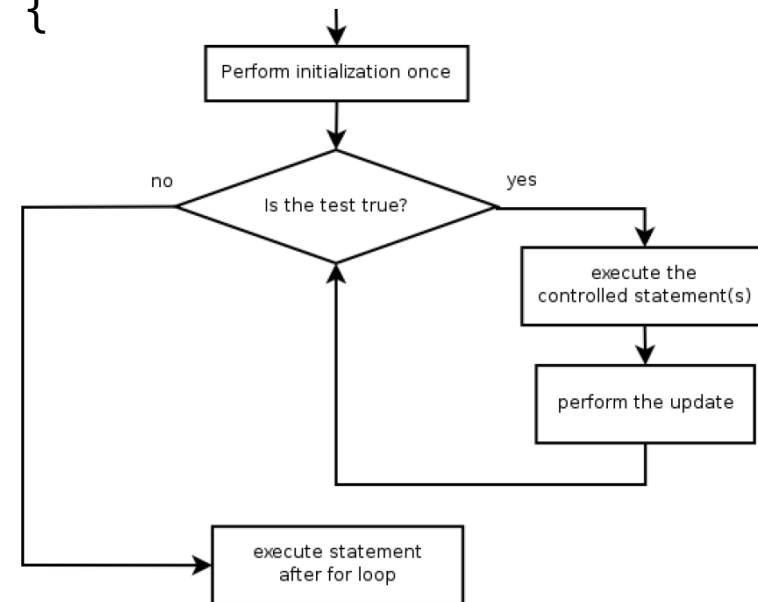 {
Perform initialization once
no
Is the test true?
yes
execute the
controlled statement(s)
perform the update
execute statement
after for loop